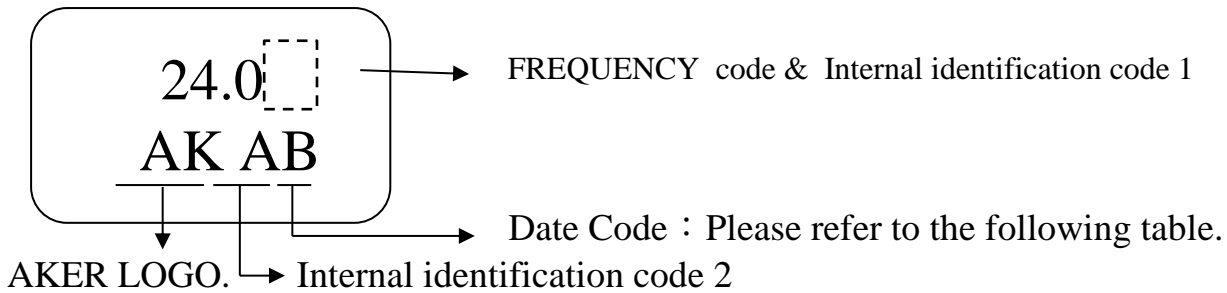 24.0
FREQUENCY code & Internal identification code 1
AK AB
Date Code：Please refer to the following table.
AKER LOGO.
Internal identification code 2